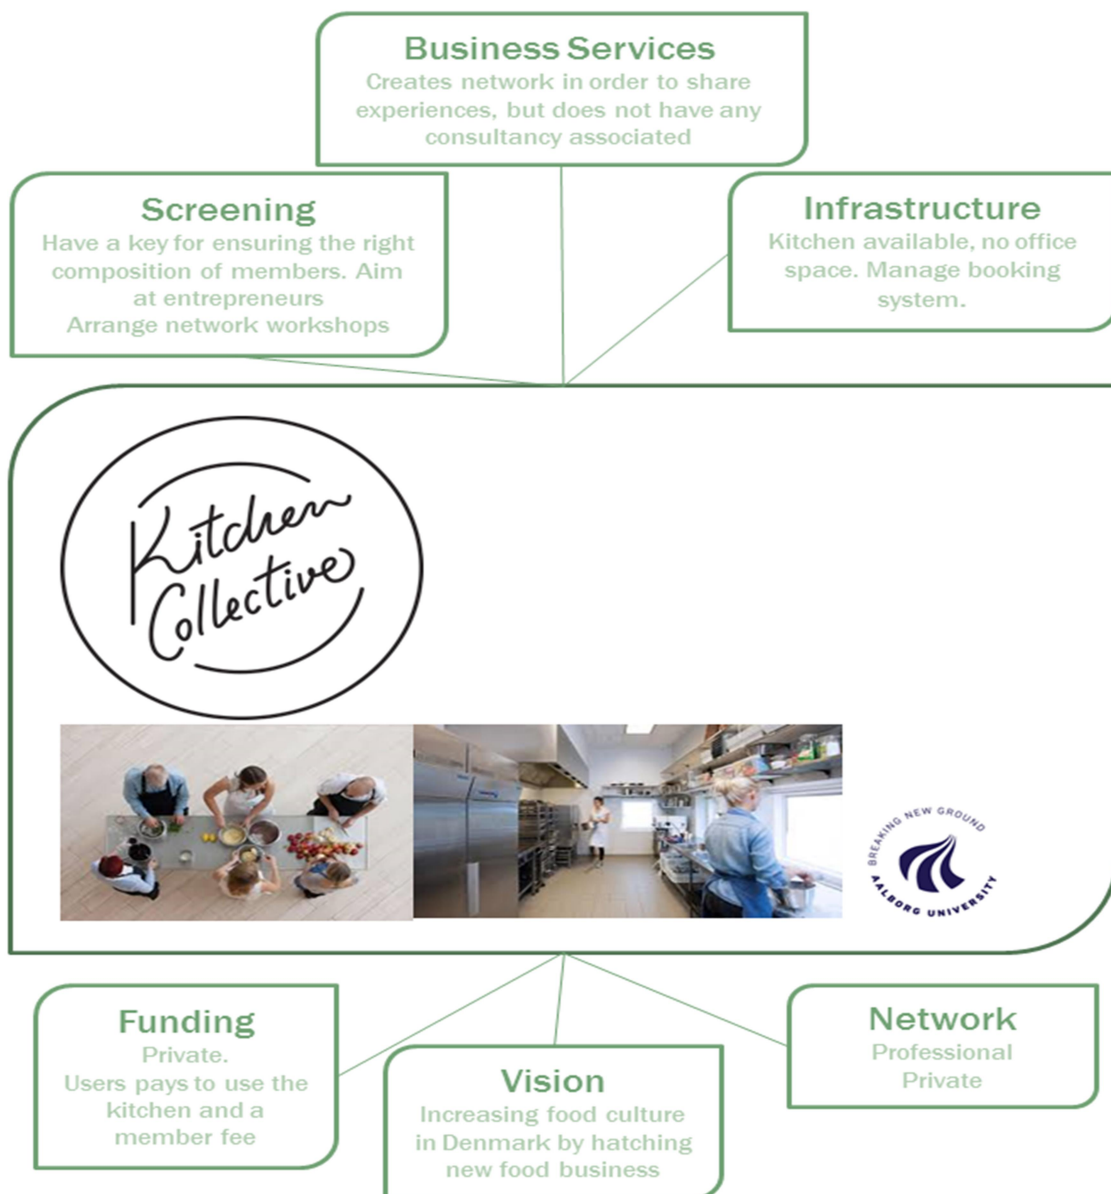 Business Services
Creates network in order to share
experiences, but does not have any
consultancy associated
Screening
Have a key for ensuring the right
composition of members. Aim
at entrepreneurs
Arrange network workshops
Infrastructure
Kitchen available, no office
space. Manage booking
system.
Kitchen
Collective
BREAKING NEW GROUND
AALBORG UNIVERSITY
Funding
Private.
Users pays to use the
kitchen and a
member fee
Vision
Increasing food culture
in Denmark by hatching
new food business
Network
Professional
Private